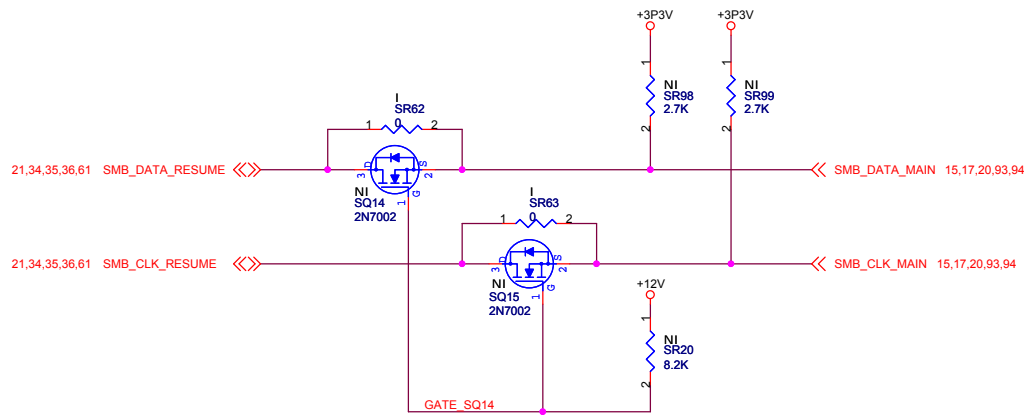 +3P3V +3P3V
1 1
NI NI
SR98 SR99
2.7K 2.7K
2 2
I
SR62
1 0 2
21,34,35,36,61 SMB_DATA_RESUME D S SMB_DATA_MAIN 15,17,20,93,94
3 2
NI G
SQ14 1
2N7002
I
SR63
1 0 2
21,34,35,36,61 SMB_CLK_RESUME D S SMB_CLK_MAIN 15,17,20,93,94
3 2
NI G
SQ15 1
2N7002
+12V
1
NI
SR20
8.2K
2
GATE_SQ14